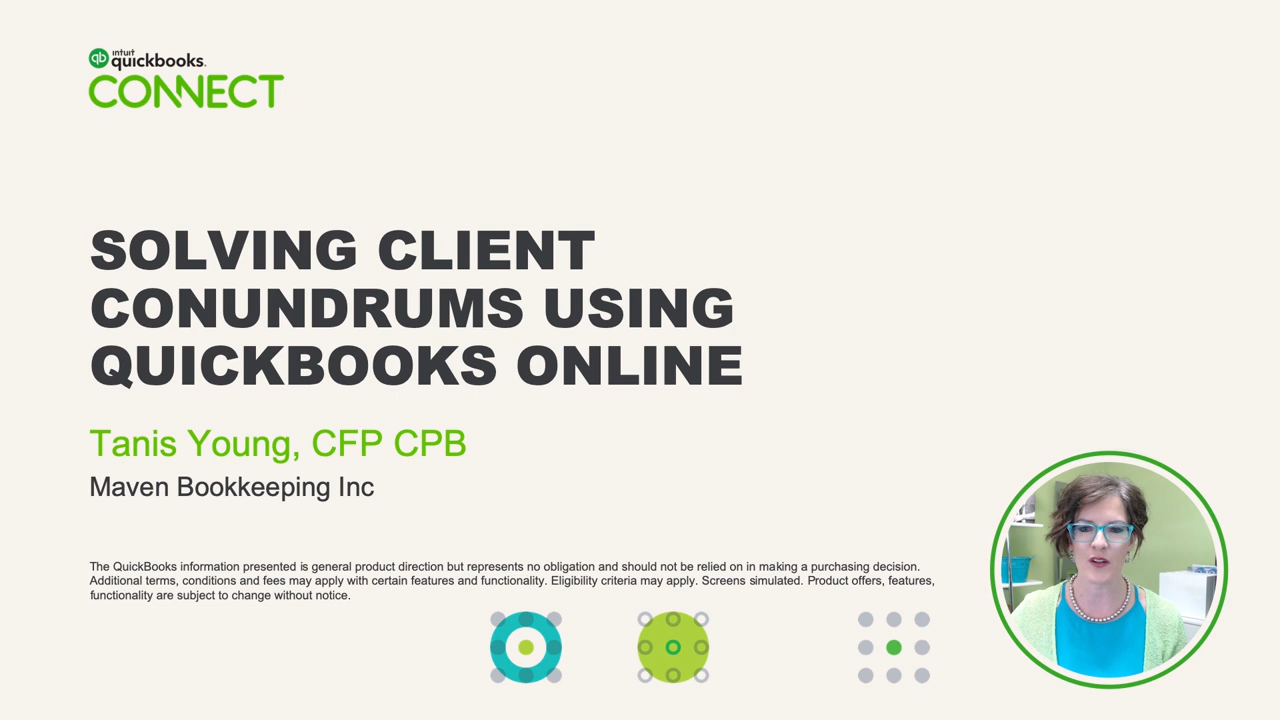 qb intuit
quickbooks.
CONNECT
SOLVING CLIENT
CONUNDRUMS USING
QUICKBOOKS ONLINE
Tanis Young, CFP CPB
Maven Bookkeeping Inc
The QuickBooks information presented is general product direction but represents no obligation and should not be relied on in making a purchasing decision.
Additional terms, conditions and fees may apply with certain features and functionality. Eligibility criteria may apply. Screens simulated. Product offers, features,
functionality are subject to change without notice.